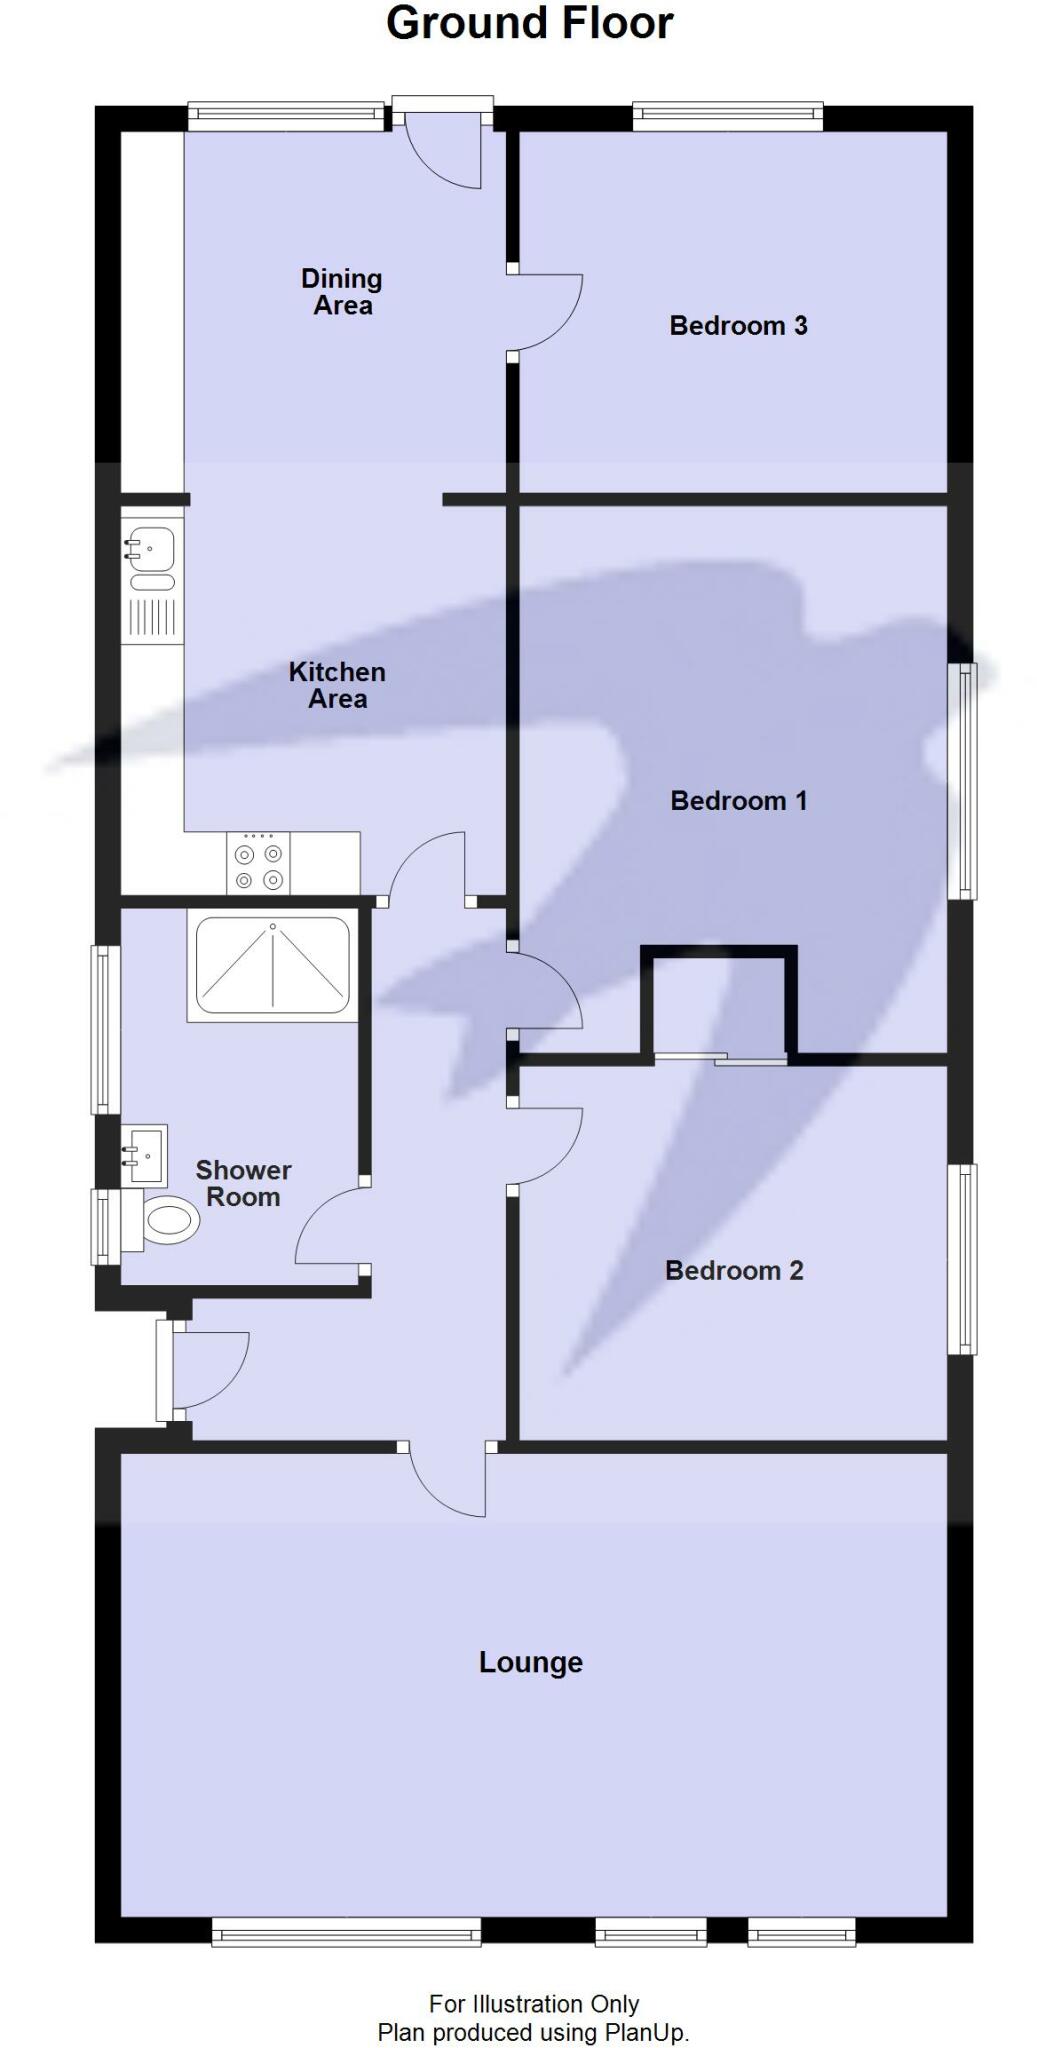 Ground Floor
Dining
Area
Bedroom 3
Kitchen
Area
Bedroom 1
Shower
Room
Bedroom 2
Lounge
For Illustration Only
Plan produced using PlanUp.